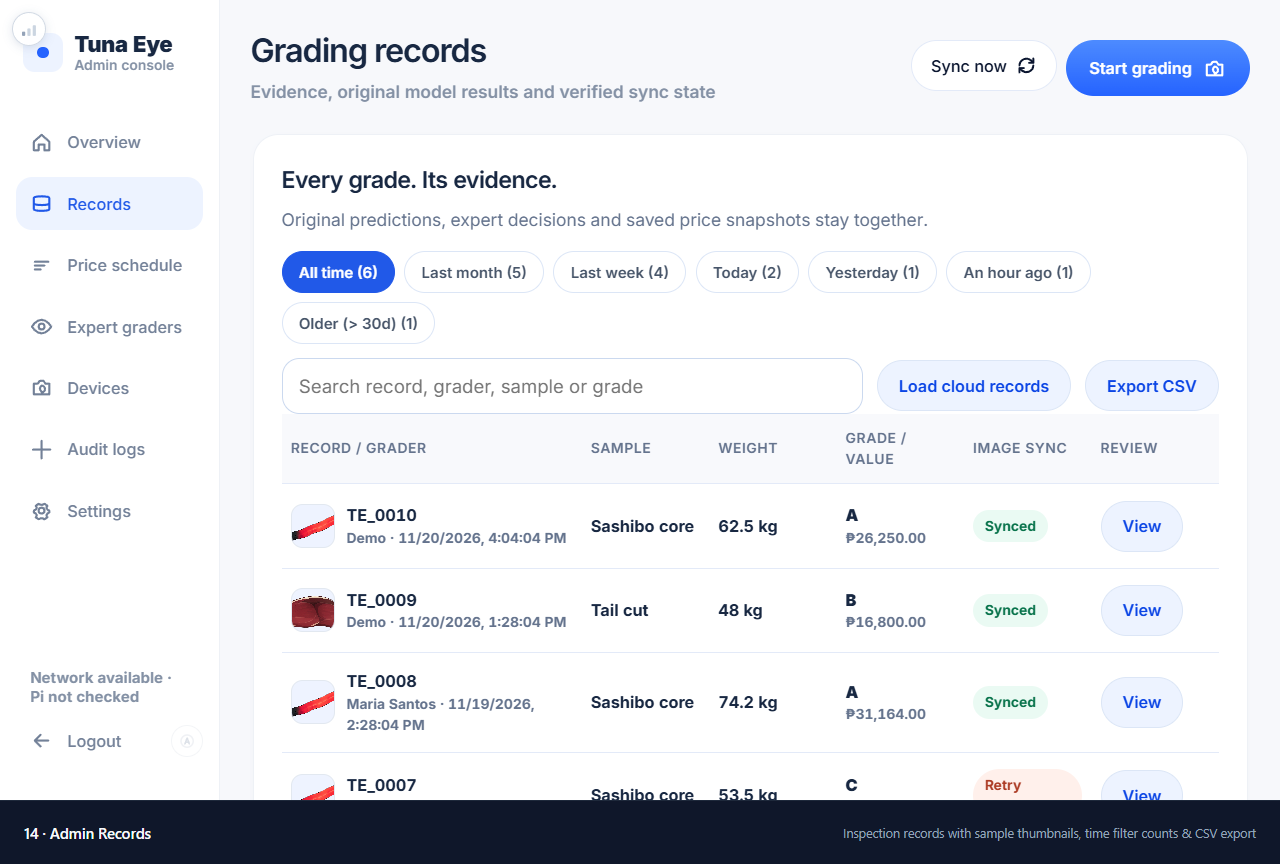 Tuna Eye
Admin console
Overview
Records
Price schedule
Expert graders
Devices
Audit logs
Settings
Network available ·
Pi not checked
Logout
A
Grading records
Evidence, original model results and verified sync state
Sync now
Start grading
Every grade. Its evidence.
Original predictions, expert decisions and saved price snapshots stay together.
All time (6)
Last month (5)
Last week (4)
Today (2)
Yesterday (1)
An hour ago (1)
Older (> 30d) (1)
Search record, grader, sample or grade
Load cloud records
Export CSV
RECORD / GRADER
SAMPLE
WEIGHT
GRADE /
VALUE
IMAGE SYNC
REVIEW
TE_0010
Demo · 11/20/2026, 4:04:04 PM
Sashibo core
62.5 kg
A
₱26,250.00
Synced
View
TE_0009
Demo · 11/20/2026, 1:28:04 PM
Tail cut
48 kg
B
₱16,800.00
Synced
View
TE_0008
Maria Santos · 11/19/2026,
2:28:04 PM
Sashibo core
74.2 kg
A
₱31,164.00
Synced
View
TE_0007
Sashibo core
53.5 kg
C
Retry
View
14 · Admin Records
Inspection records with sample thumbnails, time filter counts & CSV export